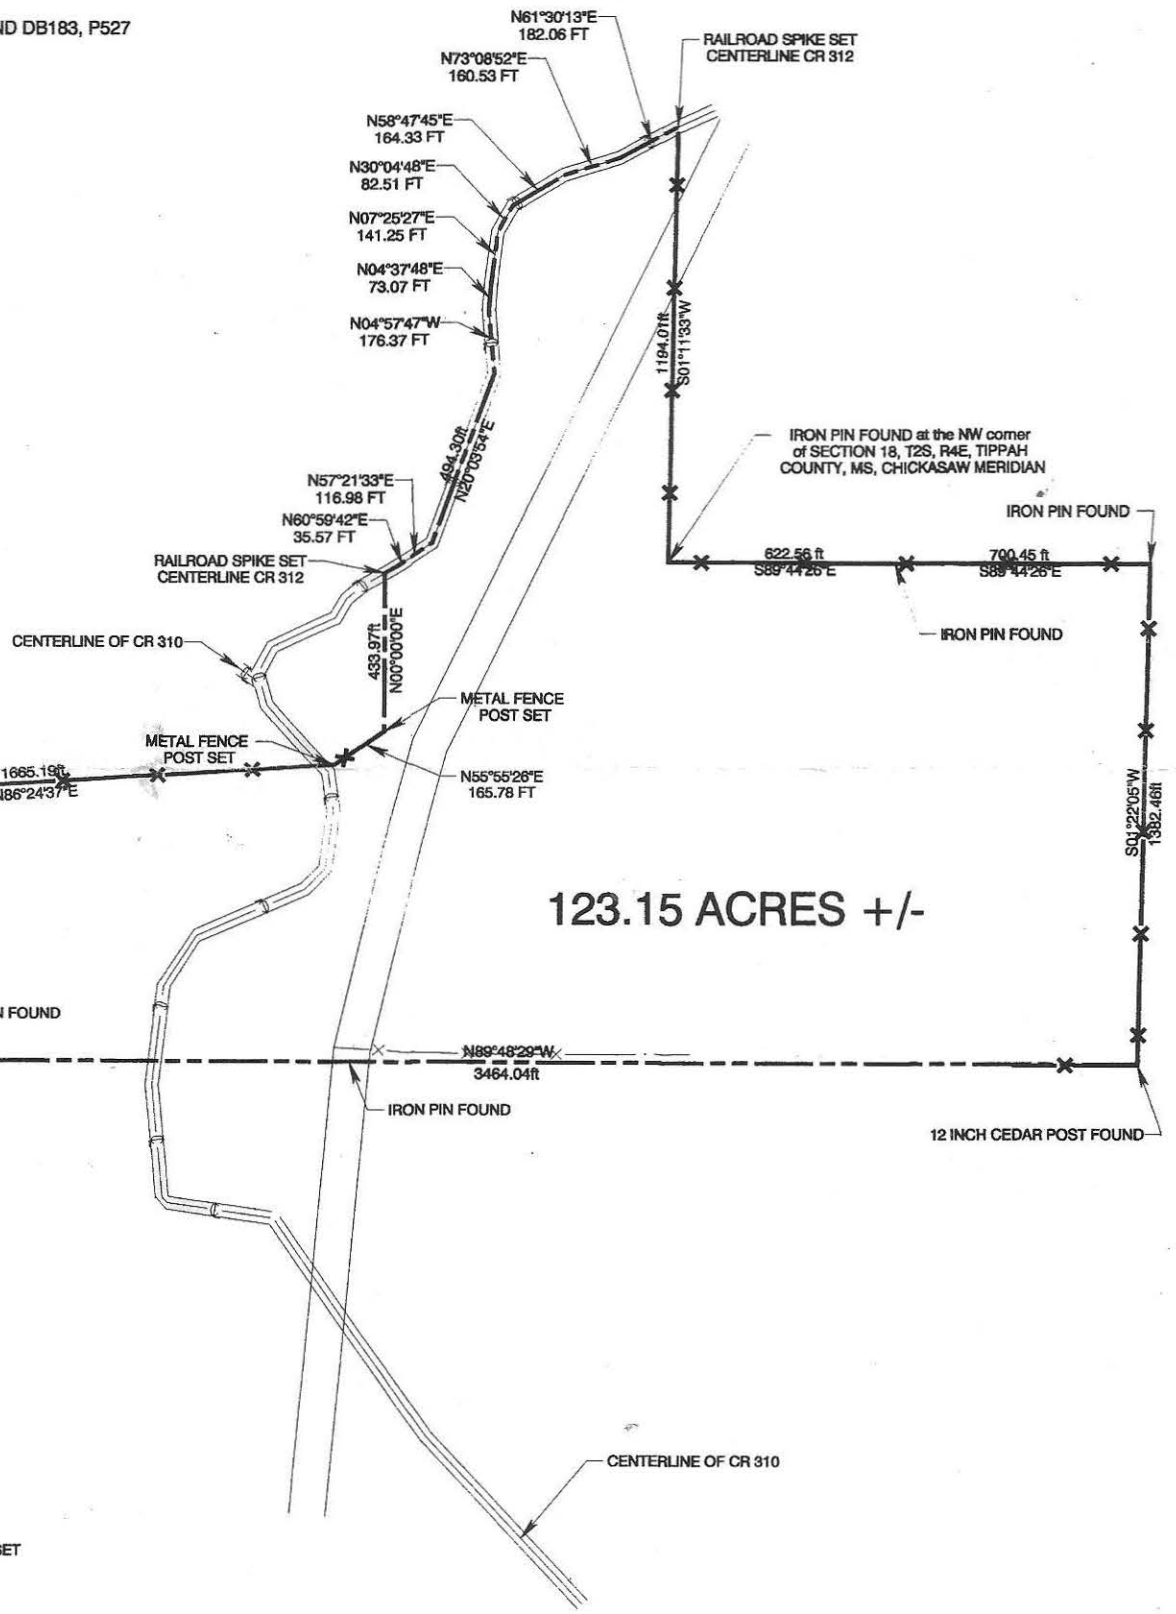 ND DB183, P527
N61°30'13"E
182.06 FT
RAILROAD SPIKE SET
CENTERLINE CR 312
N73°08'52"E
160.53 FT
N58°47'45"E
164.33 FT
N30°04'48"E
82.51 FT
N07°25'27"E
141.25 FT
N04°37'48"E
73.07 FT
N04°57'47"W
176.37 FT
1194.01ft
S01°11'33"W
494.30ft
N20°03'54"E
IRON PIN FOUND at the NW corner
of SECTION 18, T2S, R4E, TIPPAH
COUNTY, MS, CHICKASAW MERIDIAN
N57°21'33"E
116.98 FT
IRON PIN FOUND
N60°59'42"E
35.57 FT
RAILROAD SPIKE SET
CENTERLINE CR 312
622.56 ft
S89°44'26"E
700.45 ft
S89°44'26"E
IRON PIN FOUND
CENTERLINE OF CR 310
433.97ft
N00°00'00"E
METAL FENCE
POST SET
METAL FENCE
POST SET
1665.19ft
N86°24'37"E
N55°55'26"E
165.78 FT
S01°22'05"W
1382.46ft
123.15 ACRES +/-
N FOUND
N89°48'29"W
3464.04ft
IRON PIN FOUND
12 INCH CEDAR POST FOUND
CENTERLINE OF CR 310
SET